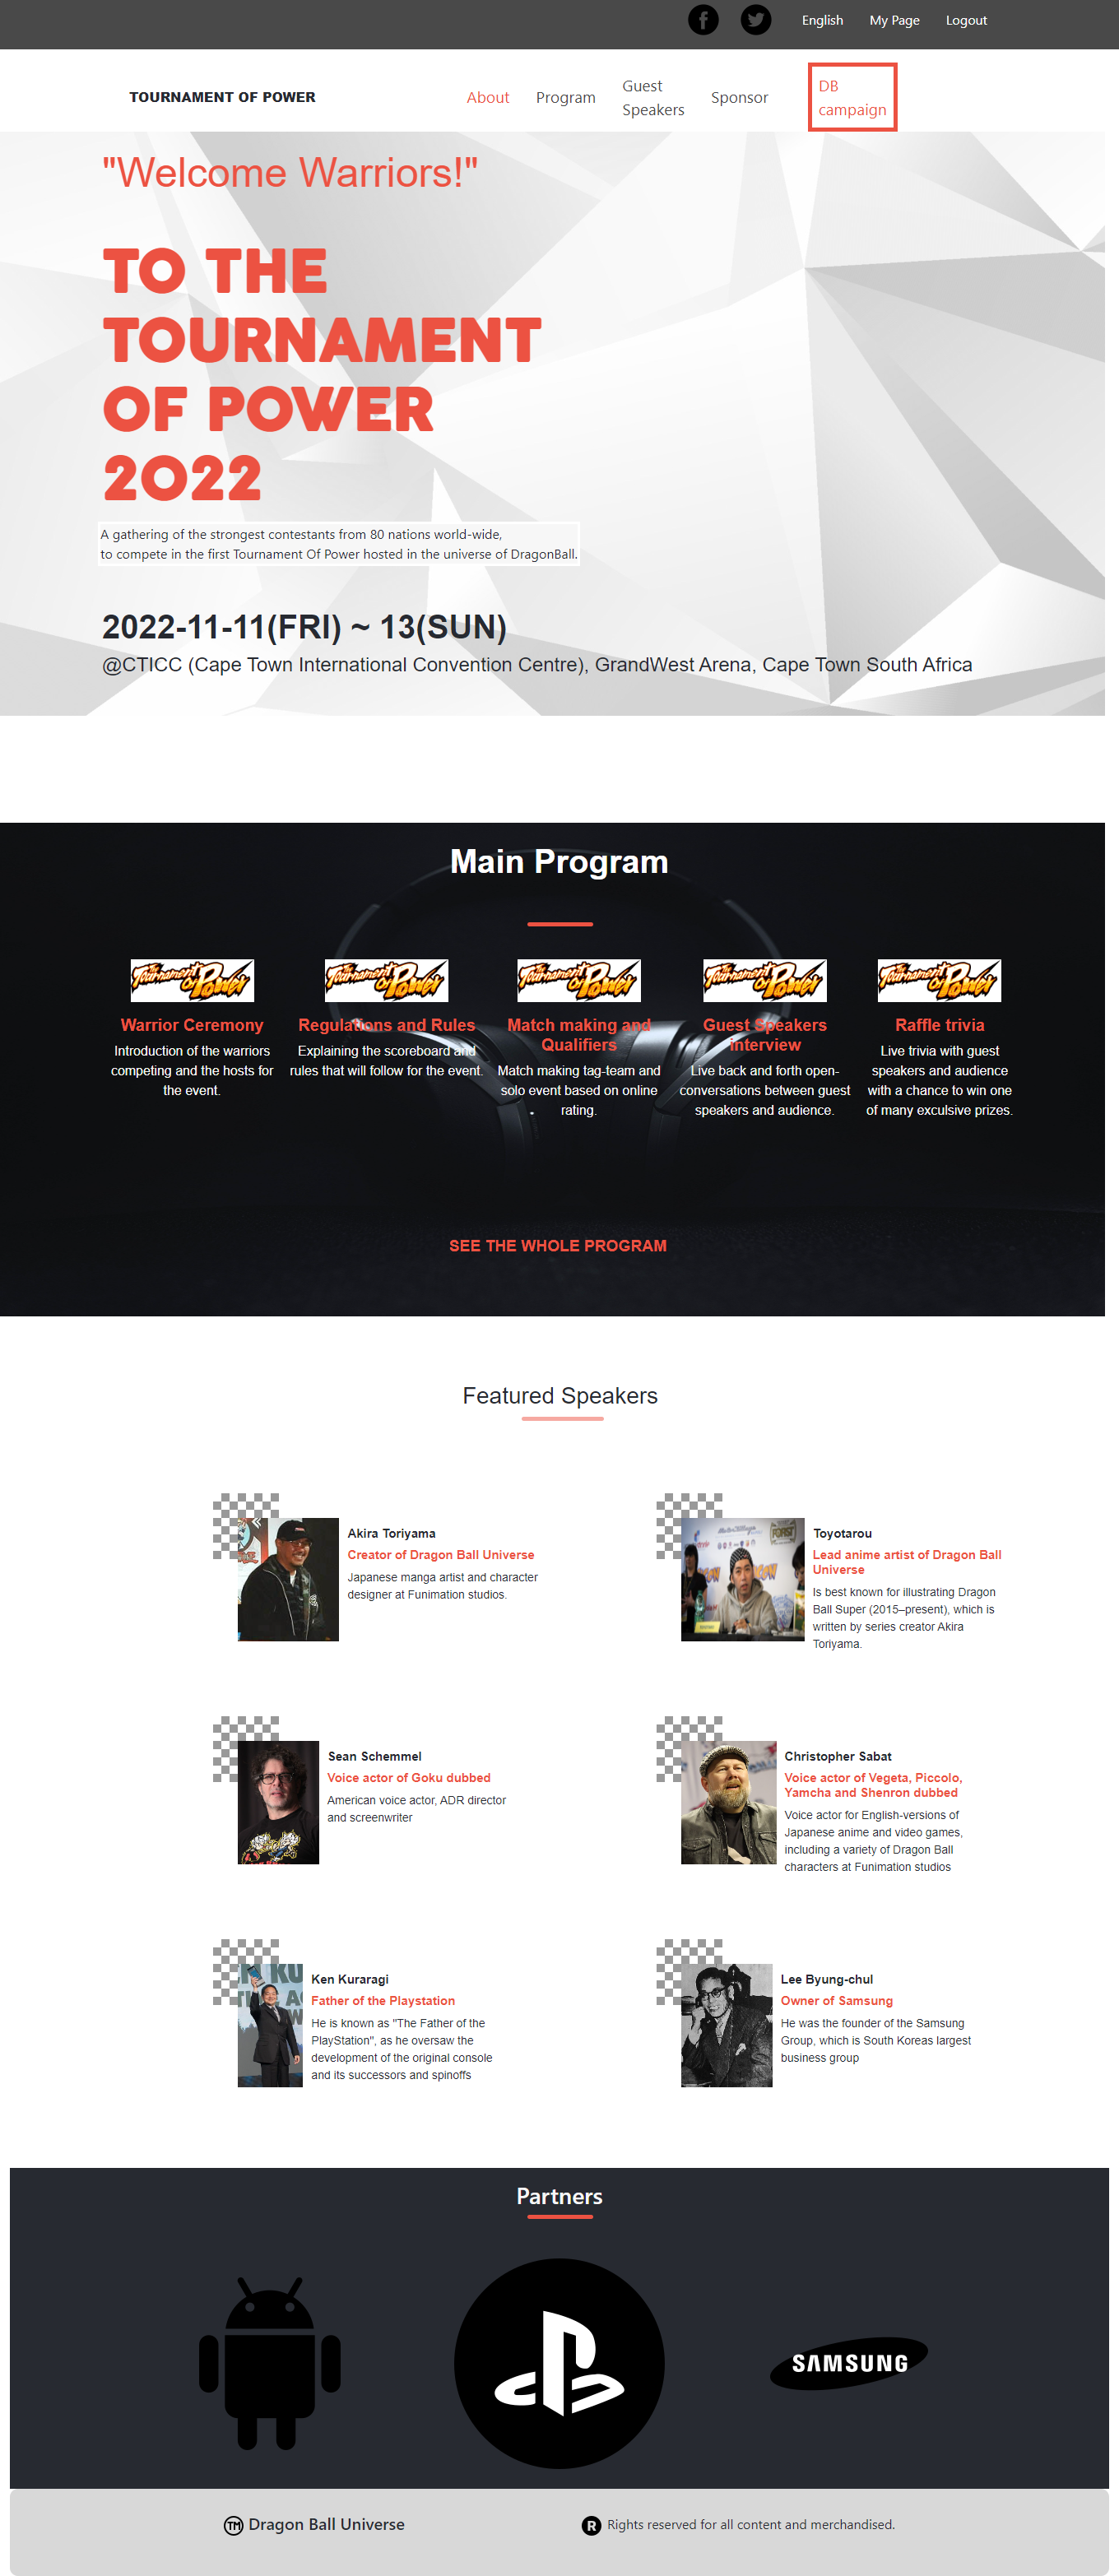 English
My Page
Logout
TOURNAMENT OF POWER
About
Program
Guest
Speakers
Sponsor
DB
campaign
"Welcome Warriors!"
TO THE
TOURNAMENT
OF POWER
2022
A gathering of the strongest contestants from 80 nations world-wide,
to compete in the first Tournament Of Power hosted in the universe of DragonBall.
2022-11-11(FRI) ~ 13(SUN)
@CTICC (Cape Town International Convention Centre), GrandWest Arena, Cape Town South Africa
Main Program
The Tournament Of Power
Warrior Ceremony
Introduction of the warriors
competing and the hosts for
the event.
The Tournament Of Power
Regulations and Rules
Explaining the scoreboard and
rules that will follow for the event.
The Tournament Of Power
Match making and
Qualifiers
Match making tag-team and
solo event based on online
rating.
The Tournament Of Power
Guest Speakers
interview
Live back and forth open-
conversations between guest
speakers and audience.
The Tournament Of Power
Raffle trivia
Live trivia with guest
speakers and audience
with a chance to win one
of many exculsive prizes.
SEE THE WHOLE PROGRAM
Featured Speakers
Akira Toriyama
Creator of Dragon Ball Universe
Japanese manga artist and character
designer at Funimation studios.
Toyotarou
Lead anime artist of Dragon Ball
Universe
Is best known for illustrating Dragon
Ball Super (2015–present), which is
written by series creator Akira
Toriyama.
Sean Schemmel
Voice actor of Goku dubbed
American voice actor, ADR director
and screenwriter
Christopher Sabat
Voice actor of Vegeta, Piccolo,
Yamcha and Shenron dubbed
Voice actor for English-versions of
Japanese anime and video games,
including a variety of Dragon Ball
characters at Funimation studios
Ken Kuraragi
Father of the Playstation
He is known as "The Father of the
PlayStation", as he oversaw the
development of the original console
and its successors and spinoffs
Lee Byung-chul
Owner of Samsung
He was the founder of the Samsung
Group, which is South Koreas largest
business group
Partners
SAMSUNG
TM Dragon Ball Universe
R Rights reserved for all content and merchandised.